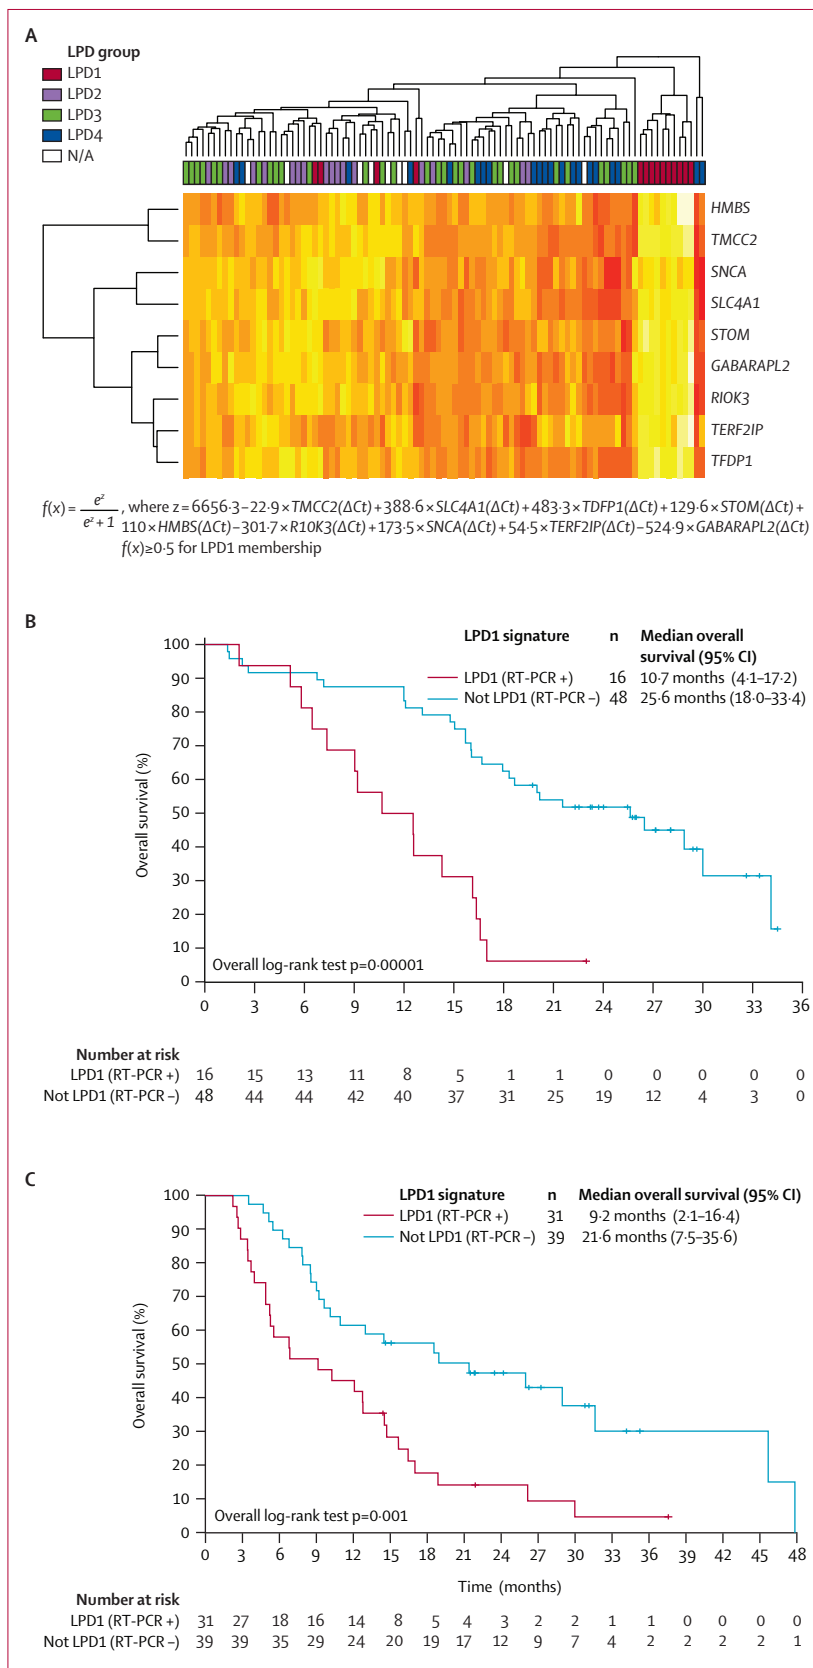 A
LPD group
LPD1
LPD2
LPD3
LPD4
N/A
HMBS
TMCC2
SNCA
SLC4A1
STOM
GABARAPL2
RIOK3
TERF2IP
TFDP1
f(x) = e^z / e^z + 1 , where z = 6656·3 – 22·9 × TMCC2(ΔCt) + 388·6 × SLC4A1(ΔCt) + 483·3 × TDFP1(ΔCt) + 129·6 × STOM(ΔCt) +
110 × HMBS(ΔCt) – 301·7 × R10K3(ΔCt) + 173·5 × SNCA(ΔCt) + 54·5 × TERF2IP(ΔCt) – 524·9 × GABARAPL2(ΔCt)
f(x) ≥ 0·5 for LPD1 membership
B
LPD1 signature n Median overall survival (95% CI)
LPD1 (RT-PCR +) 16 10·7 months (4·1–17·2)
Not LPD1 (RT-PCR –) 48 25·6 months (18·0–33·4)
Overall survival (%)
100
90
80
70
60
50
40
30
20
10
0
Overall log-rank test p=0·00001
0 3 6 9 12 15 18 21 24 27 30 33 36
Number at risk
LPD1 (RT-PCR +) 16 15 13 11 8 5 1 1 0 0 0 0 0
Not LPD1 (RT-PCR –) 48 44 44 42 40 37 31 25 19 12 4 3 0
C
LPD1 signature n Median overall survival (95% CI)
LPD1 (RT-PCR +) 31 9·2 months (2·1–16·4)
Not LPD1 (RT-PCR –) 39 21·6 months (7·5–35·6)
Overall survival (%)
100
90
80
70
60
50
40
30
20
10
0
Overall log-rank test p=0·001
0 3 6 9 12 15 18 21 24 27 30 33 36 39 42 45 48
Time (months)
Number at risk
LPD1 (RT-PCR +) 31 27 18 16 14 8 5 4 3 2 2 1 1 0 0 0 0
Not LPD1 (RT-PCR –) 39 39 35 29 24 20 19 17 12 9 7 4 2 2 2 2 1